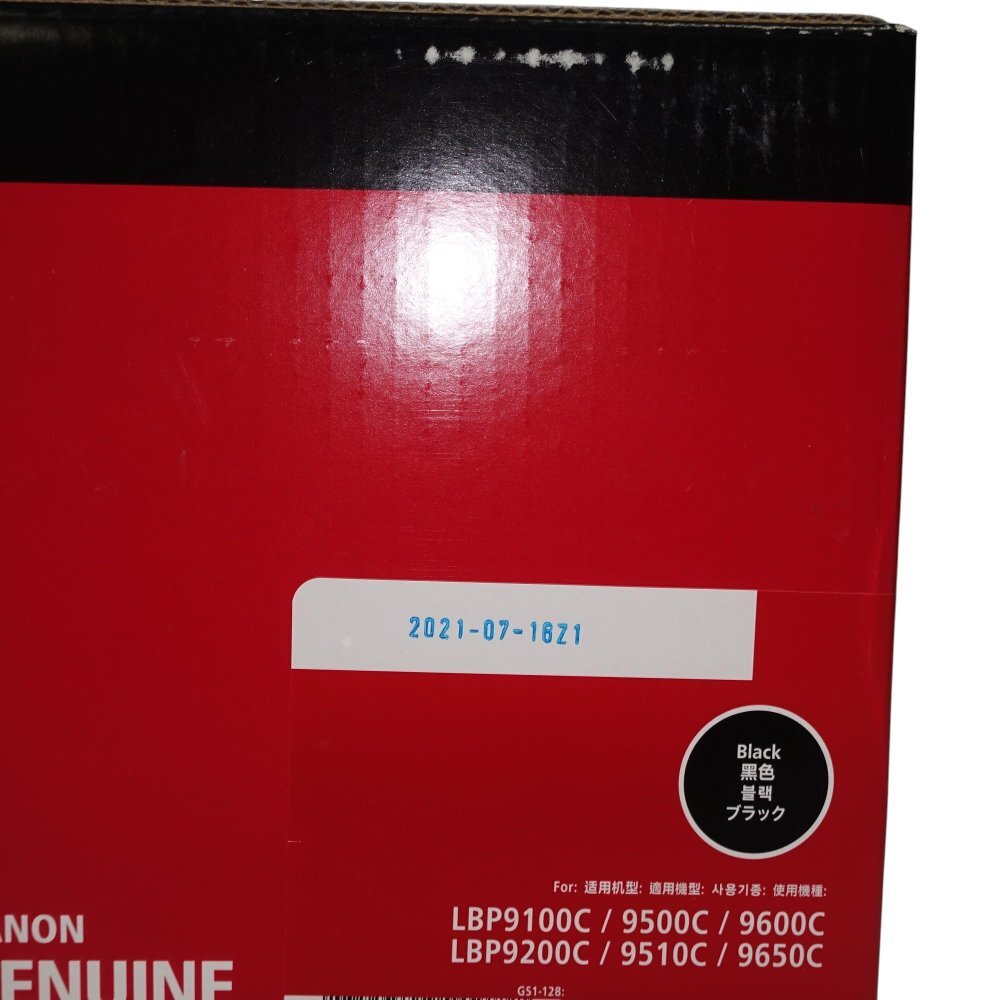 2021-07-16Z1
Black
黑色
블랙
ブラック
For: 适用机型: 適用機型: 사용기종: 使用機種:
LBP9100C / 9500C / 9600C
LBP9200C / 9510C / 9650C
ANON
ENUINE
GS1-128: